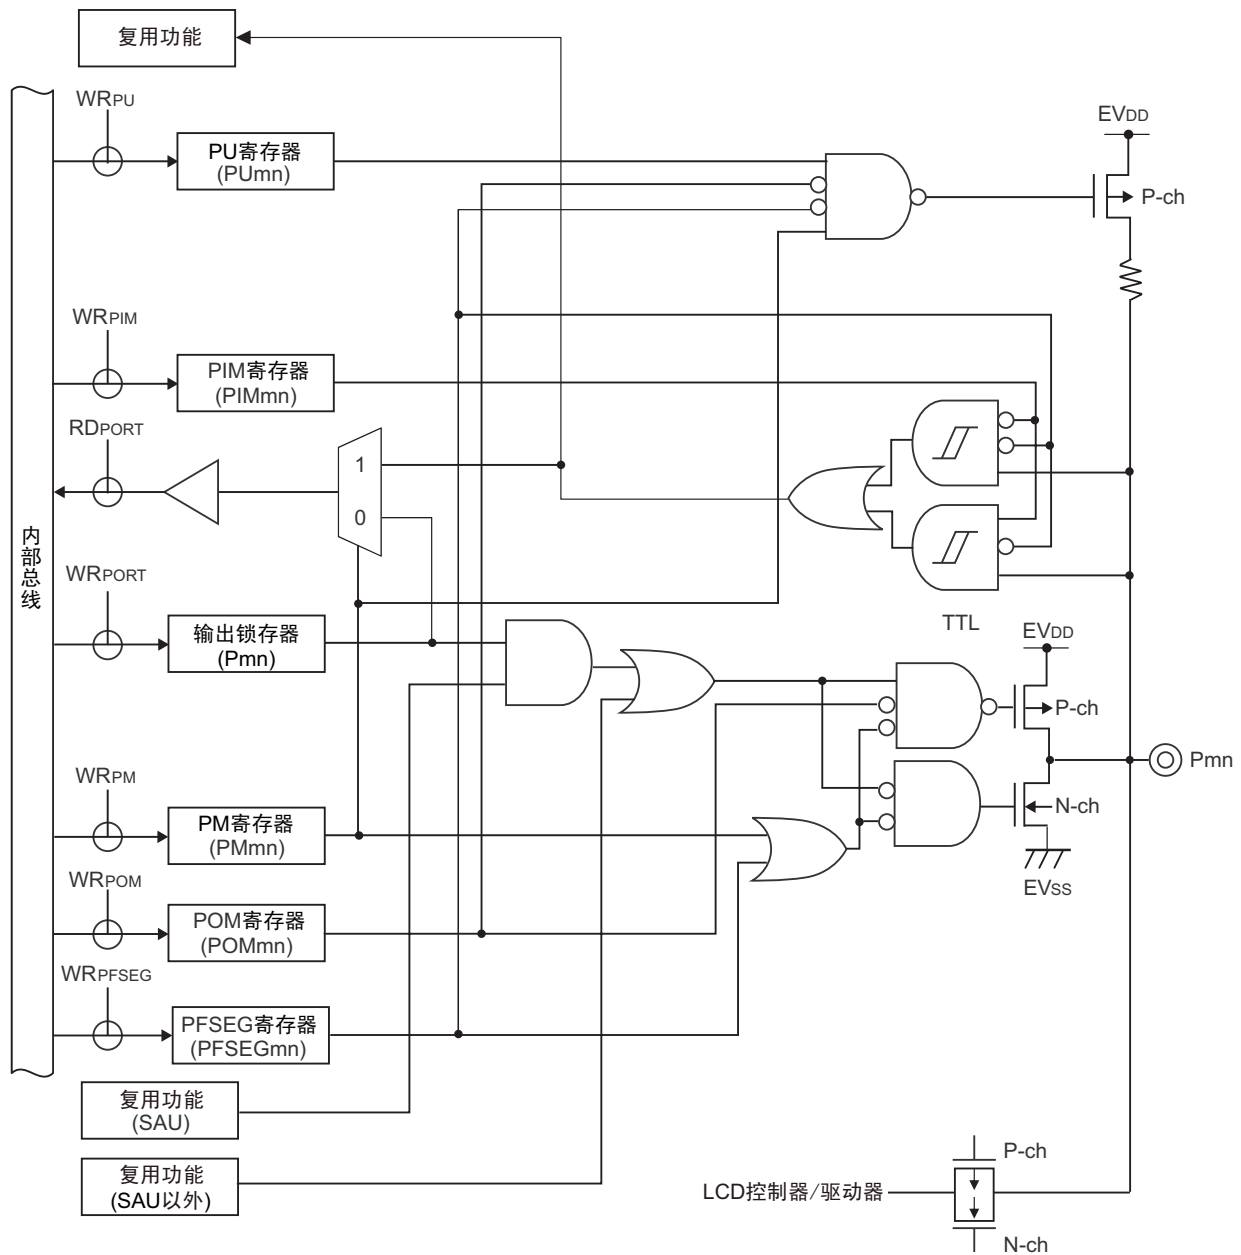 复用功能
WRPU
PU寄存器
(PUmn)
EVDD
P-ch
WRPIM
PIM寄存器
(PIMmn)
RDPORT
1
0
内部总线
WRPORT
输出锁存器
(Pmn)
TTL
EVDD
P-ch
Pmn
WRPM
PM寄存器
(PMmn)
N-ch
EVSS
WRPOM
POM寄存器
(POMmn)
WRPFSEG
PFSEG寄存器
(PFSEGmn)
复用功能
(SAU)
复用功能
(SAU以外)
P-ch
LCD控制器/驱动器
N-ch